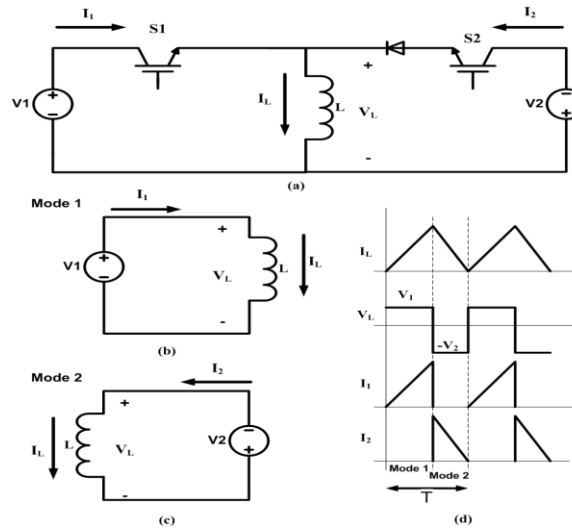 I1
S1
S2
I2
V1
IL
L
+
VL
-
V2
(a)
Mode 1
I1
V1
+
VL
-
L
IL
(b)
Mode 2
I2
IL
L
+
VL
-
V2
(c)
IL
V1
VL
-V2
I1
I2
Mode 1
Mode 2
T
(d)